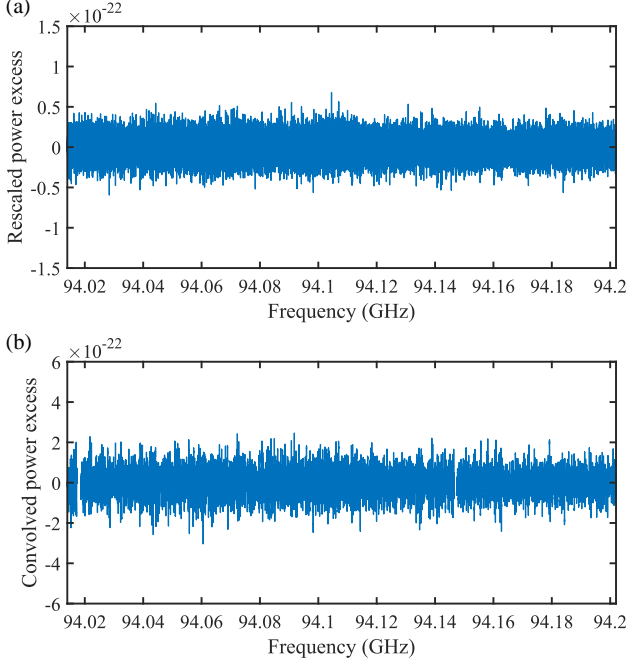 (a)
×10-22
1.5
1
0.5
0
-0.5
-1
-1.5
Rescaled power excess
94.02 94.04 94.06 94.08 94.1 94.12 94.14 94.16 94.18 94.2
Frequency (GHz)
(b)
×10-22
6
4
2
0
-2
-4
-6
Convolved power excess
94.02 94.04 94.06 94.08 94.1 94.12 94.14 94.16 94.18 94.2
Frequency (GHz)